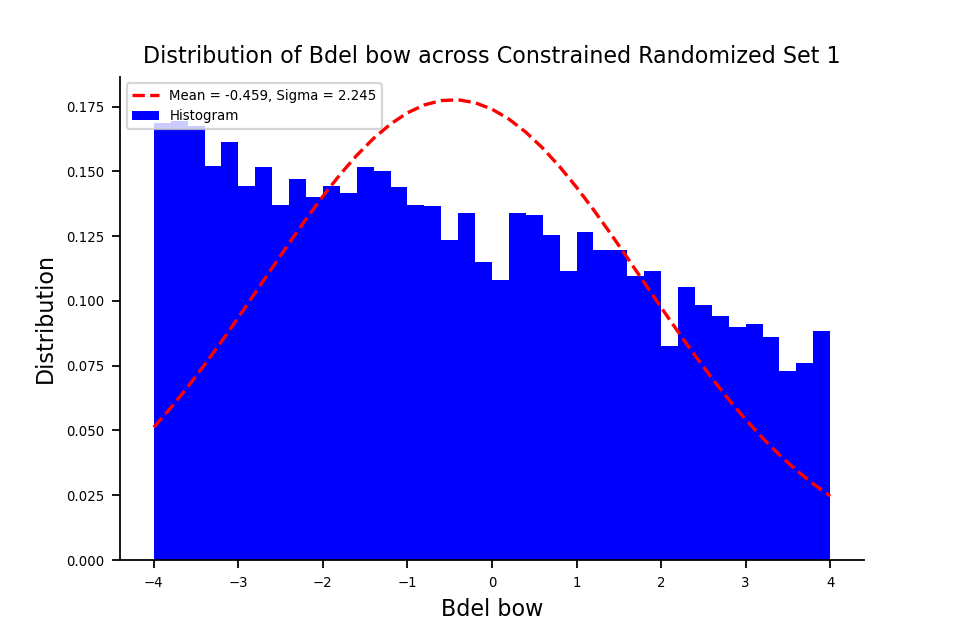 Distribution of Bdel bow across Constrained Randomized Set 1
Mean = -0.459, Sigma = 2.245
Histogram
Distribution
0.175
0.150
0.125
0.100
0.075
0.050
0.025
0.000
−4 −3 −2 −1 0 1 2 3 4
Bdel bow